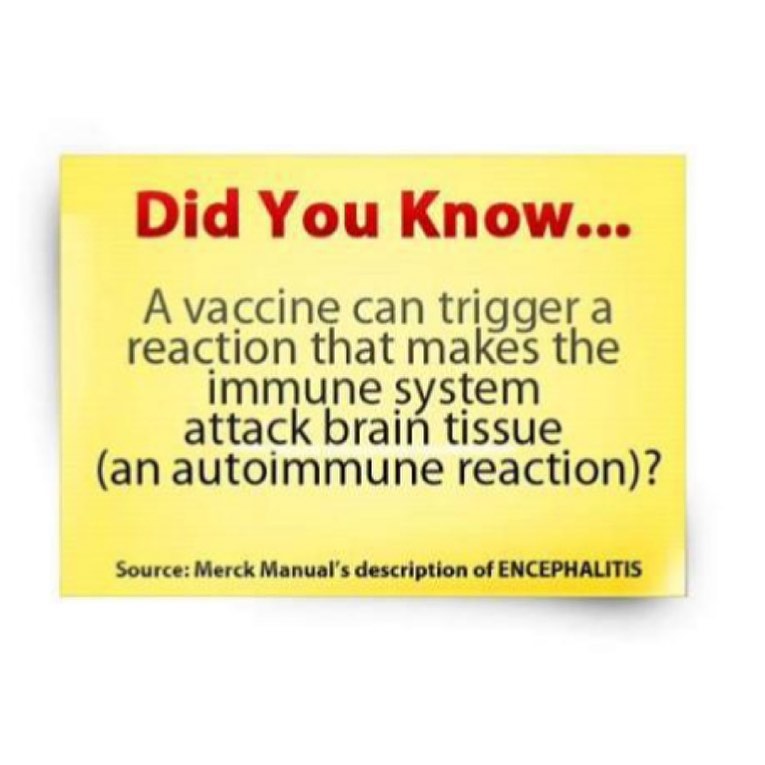 Did You Know...
A vaccine can trigger a
reaction that makes the
immune system
attack brain tissue
(an autoimmune reaction)?
Source: Merck Manual's description of ENCEPHALITIS